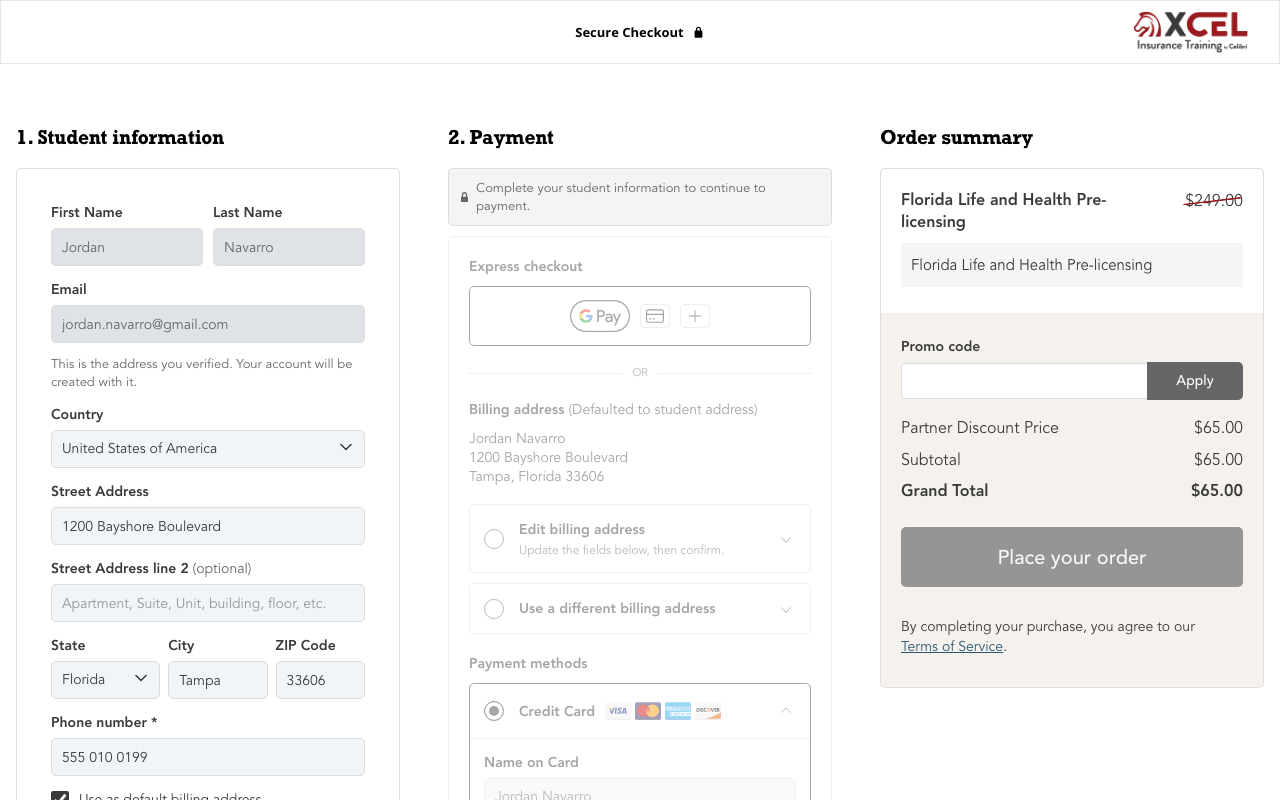 Secure Checkout
XCEL
Insurance Training by Colibri
1. Student information
First Name
Last Name
Jordan
Navarro
Email
jordan.navarro@gmail.com
This is the address you verified. Your account will be
created with it.
Country
United States of America
Street Address
1200 Bayshore Boulevard
Street Address line 2 (optional)
Apartment, Suite, Unit, building, floor, etc.
State
City
ZIP Code
Florida
Tampa
33606
Phone number *
555 010 0199
Use as default billing address
2. Payment
Complete your student information to continue to
payment.
Express checkout
G Pay
OR
Billing address (Defaulted to student address)
Jordan Navarro
1200 Bayshore Boulevard
Tampa, Florida 33606
Edit billing address
Update the fields below, then confirm.
Use a different billing address
Payment methods
Credit Card
VISA
DISCOVER
Name on Card
Jordan Navarro
Order summary
Florida Life and Health Pre-
licensing
$249.00
Florida Life and Health Pre-licensing
Promo code
Apply
Partner Discount Price
$65.00
Subtotal
$65.00
Grand Total
$65.00
Place your order
By completing your purchase, you agree to our
Terms of Service.